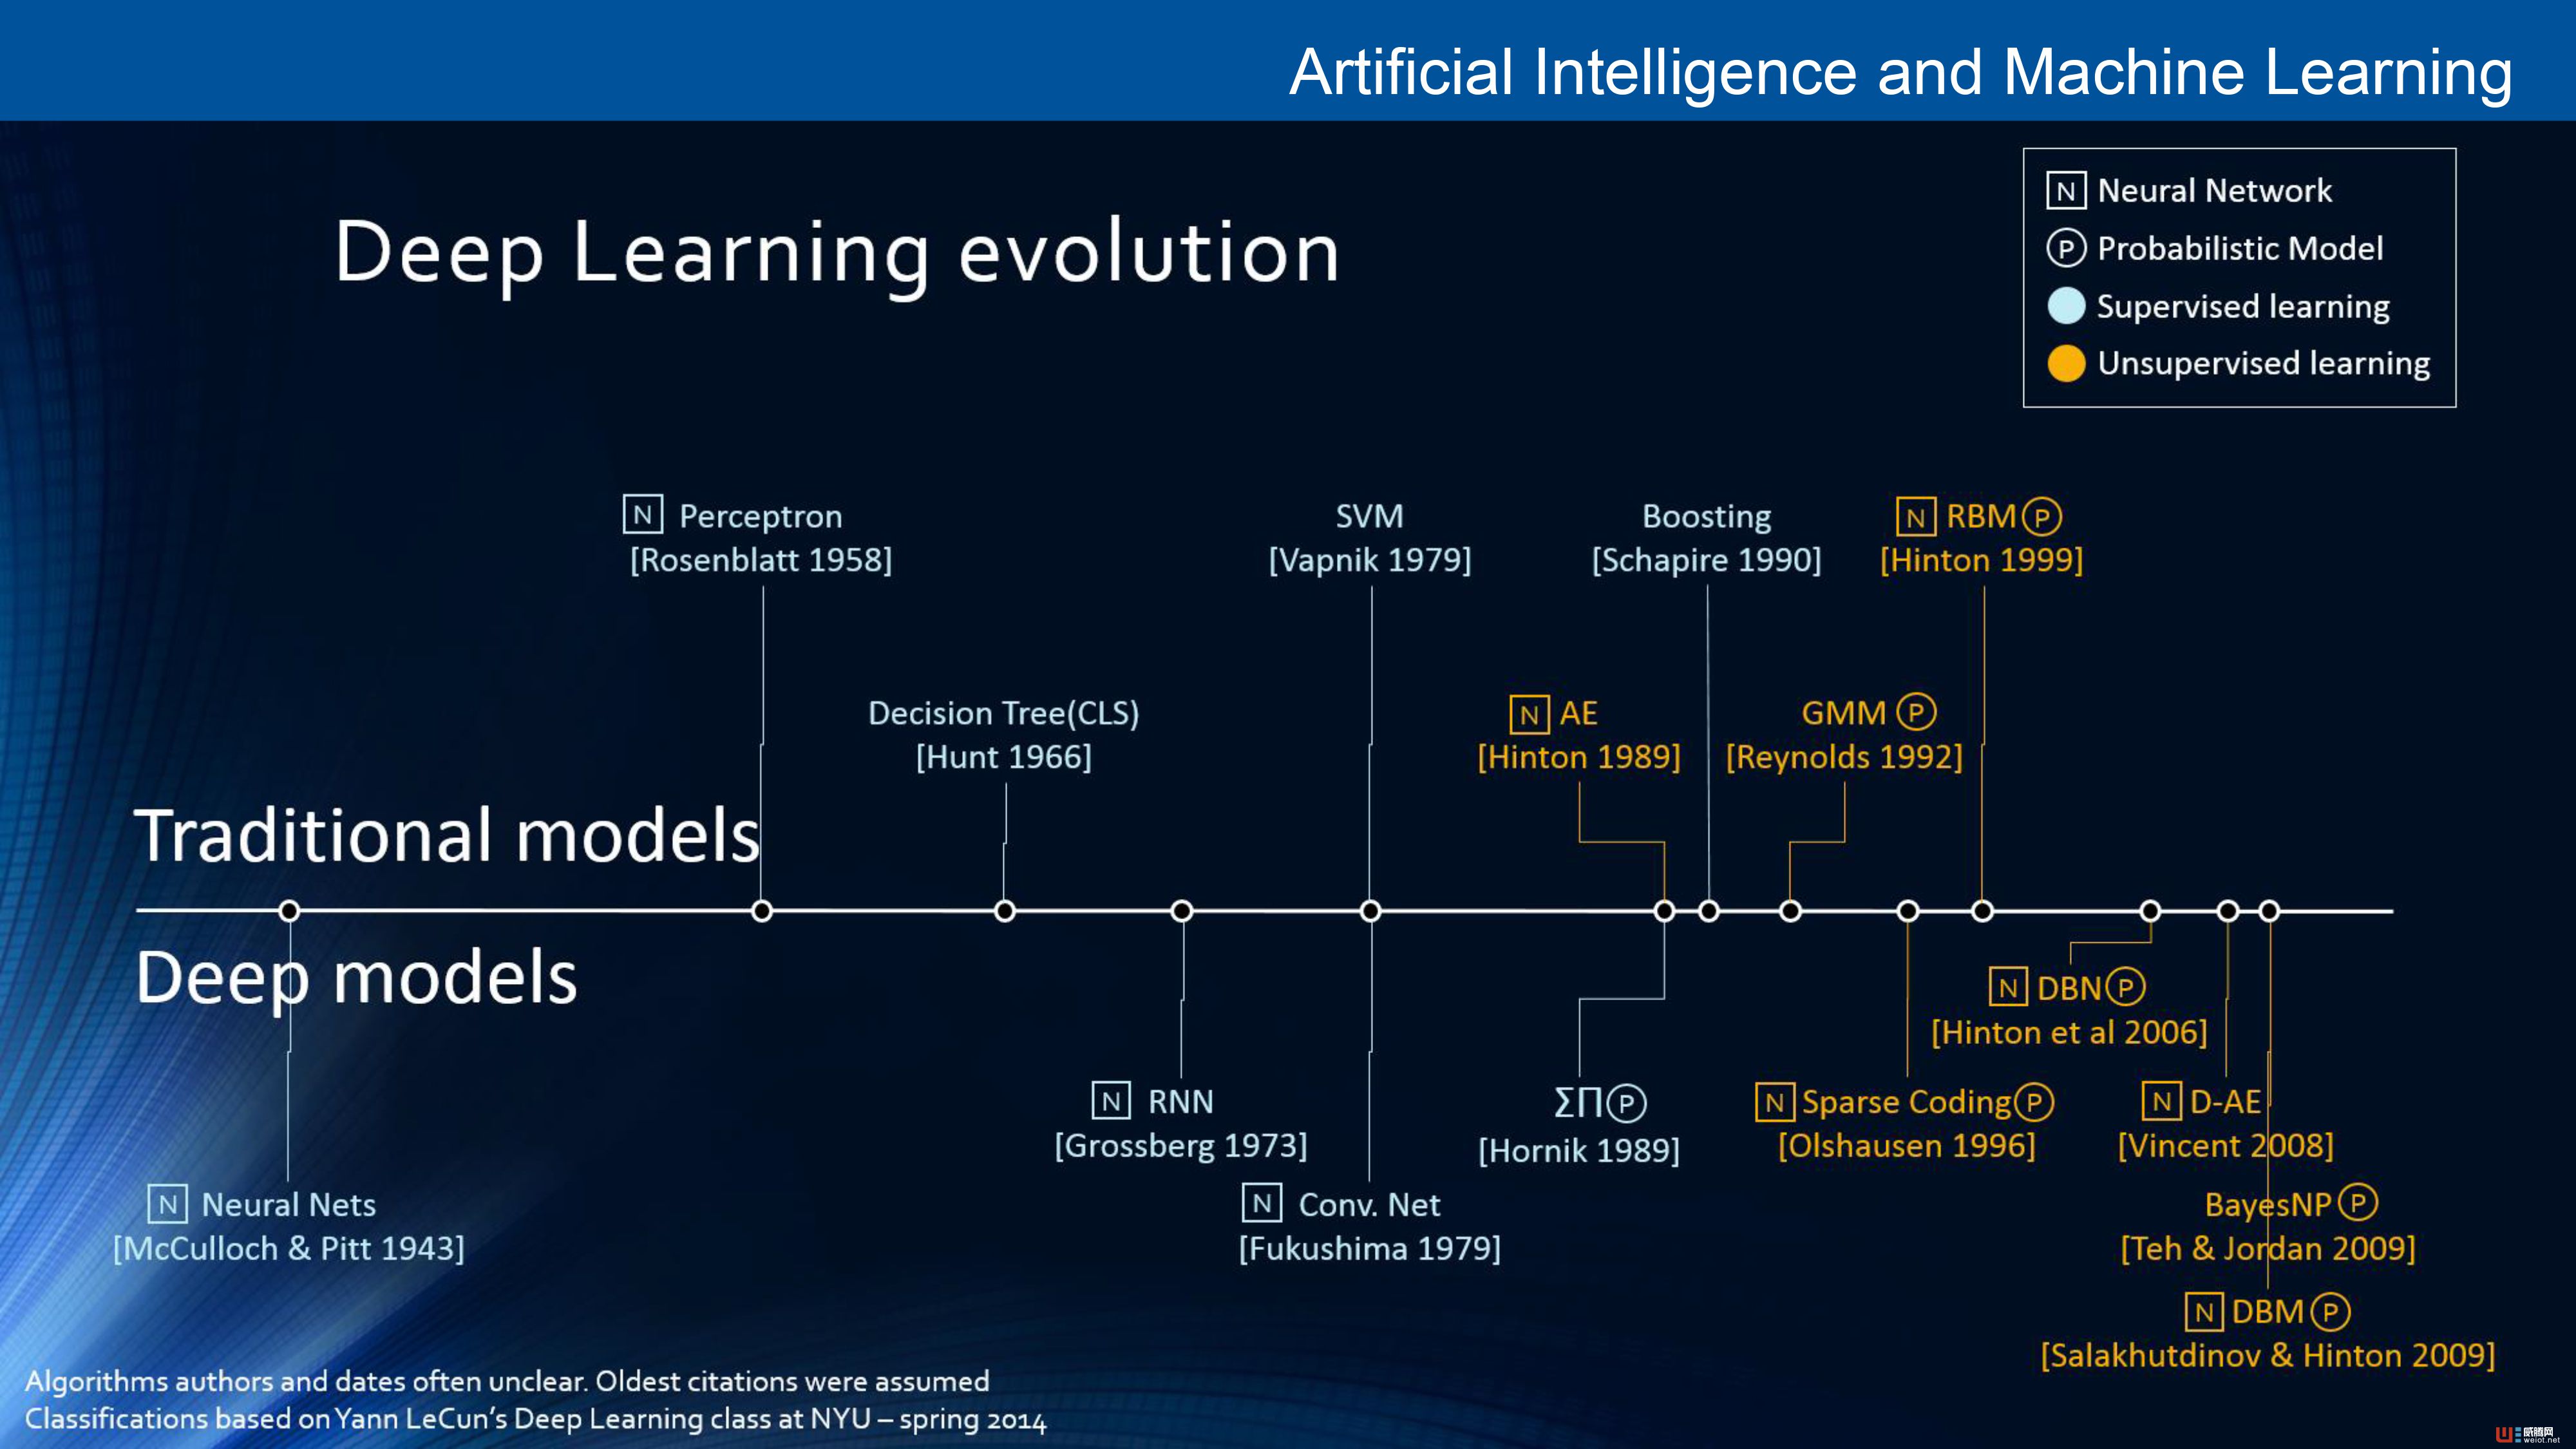 Artificial Intelligence and Machine Learning
Deep Learning evolution
N Neural Network
P Probabilistic Model
Supervised learning
Unsupervised learning
N Perceptron
[Rosenblatt 1958]
SVM
[Vapnik 1979]
Boosting
[Schapire 1990]
N RBM P
[Hinton 1999]
Decision Tree(CLS)
[Hunt 1966]
N AE
[Hinton 1989]
GMM P
[Reynolds 1992]
Traditional models
Deep models
N DBN P
[Hinton et al 2006]
N RNN
[Grossberg 1973]
ΣΠ P
[Hornik 1989]
N Sparse Coding P
[Olshausen 1996]
N D-AE
[Vincent 2008]
N Neural Nets
[McCulloch & Pitt 1943]
N Conv. Net
[Fukushima 1979]
BayesNP P
[Teh & Jordan 2009]
N DBM P
[Salakhutdinov & Hinton 2009]
Algorithms authors and dates often unclear. Oldest citations were assumed
Classifications based on Yann LeCun's Deep Learning class at NYU – spring 2014
威腾网
weiot.net